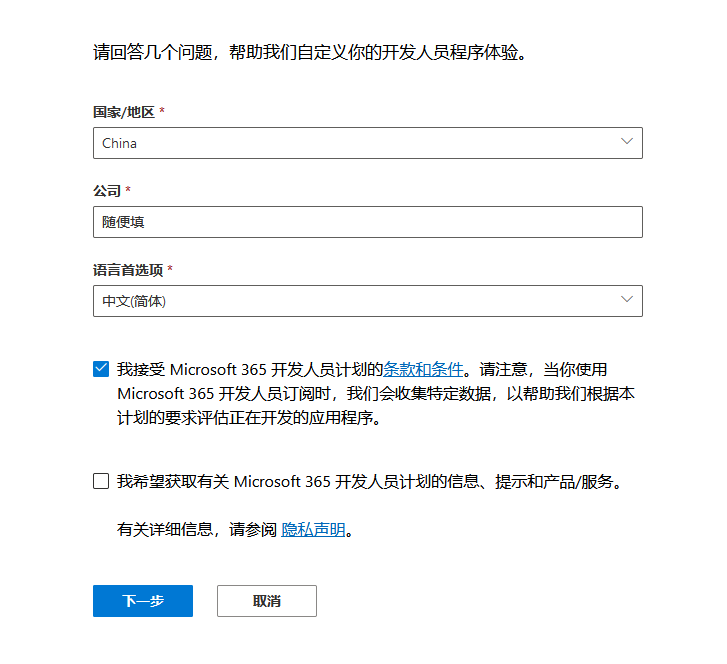 请回答几个问题，帮助我们自定义你的开发人员程序体验。
国家/地区 *
China
公司 *
随便填
语言首选项 *
中文(简体)
我接受 Microsoft 365 开发人员计划的条款和条件。请注意，当你使用
Microsoft 365 开发人员订阅时，我们会收集特定数据，以帮助我们根据本
计划的要求评估正在开发的应用程序。
我希望获取有关 Microsoft 365 开发人员计划的信息、提示和产品/服务。
有关详细信息，请参阅 隐私声明。
下一步
取消